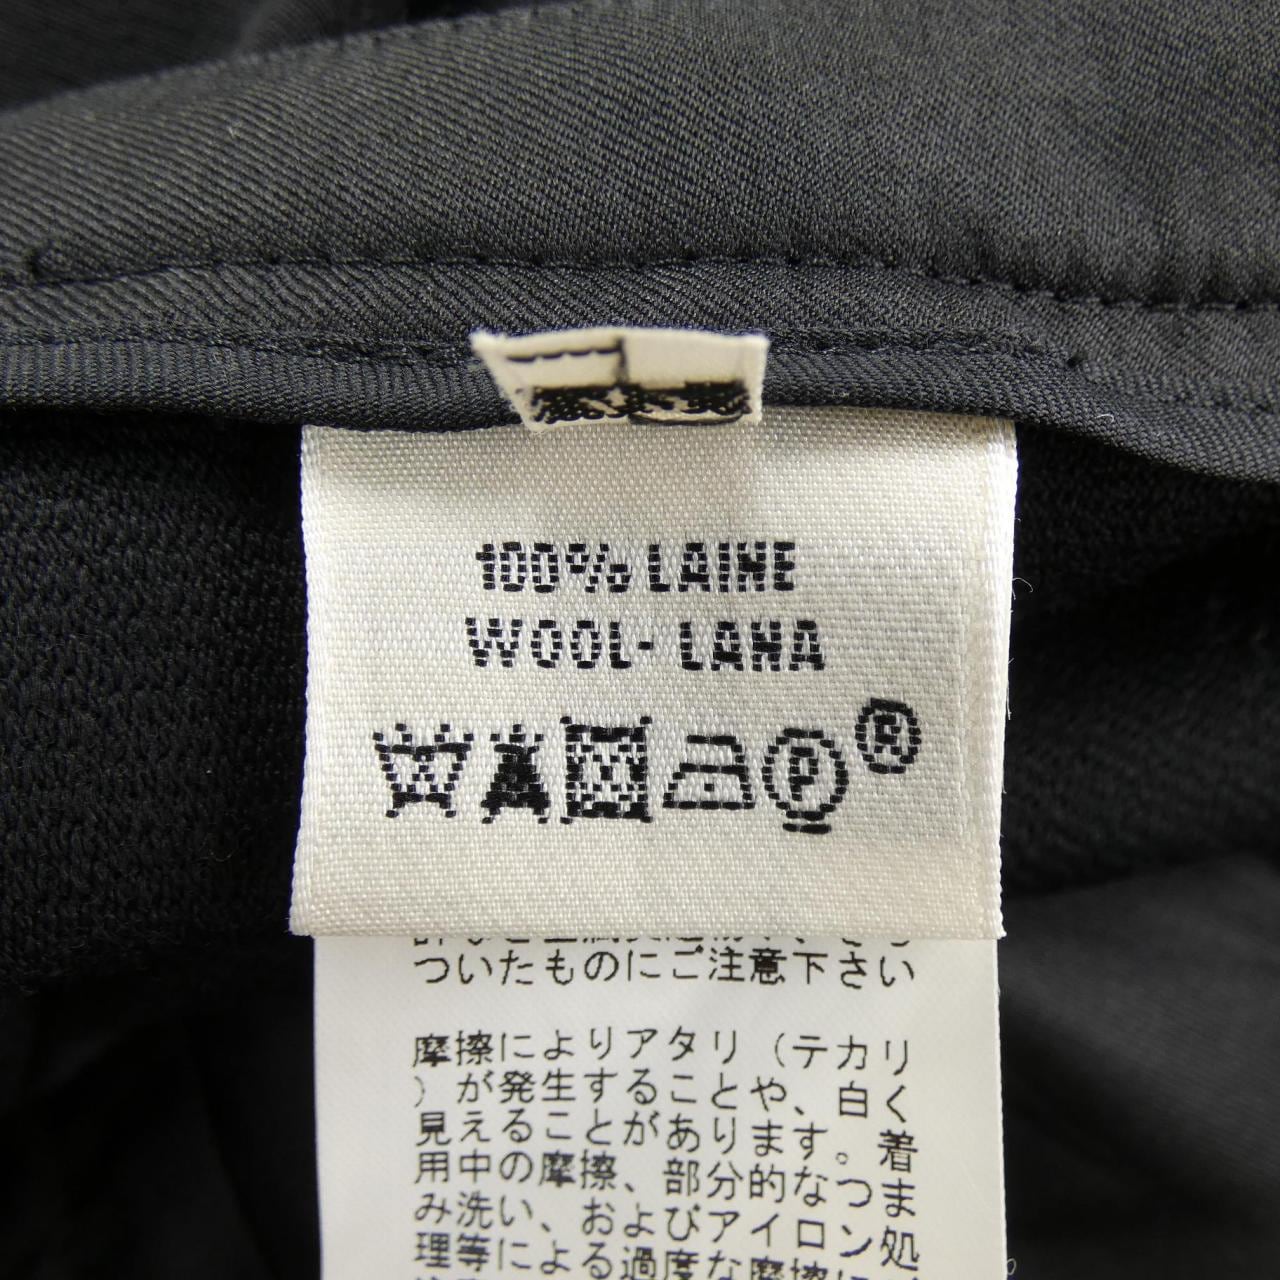 100% LAINE
WOOL- LANA
P
®
ついたものにご注意下さい
摩擦によりアタリ（テカリ
）が発生することや、白く
見えることがあります。着
用中の摩擦、部分的なつま
み洗い、およびアイロン処
理等による過度な摩擦に